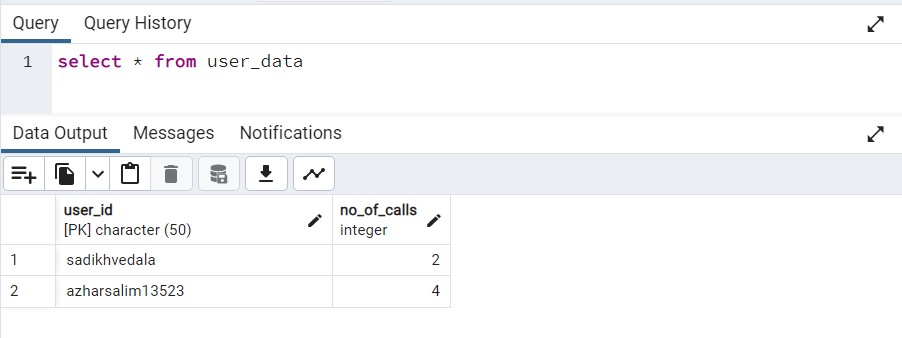 Query Query History
1 select * from user_data
Data Output Messages Notifications
user_id no_of_calls
[PK] character (50) integer
1 sadikhvedala 2
2 azharsalim13523 4